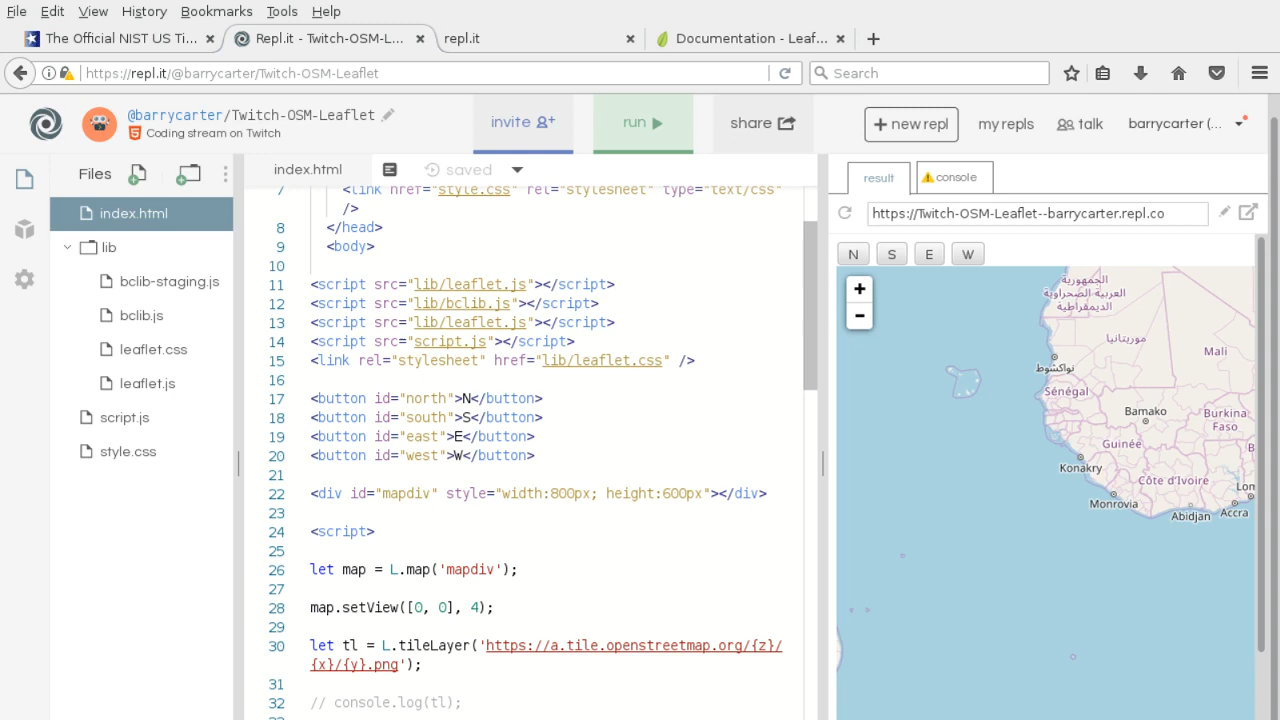 File Edit View History Bookmarks Tools Help
The Official NIST US Ti...
Repl.it - Twitch-OSM-L...
repl.it
Documentation - Leaf...
https://repl.it/@barrycarter/Twitch-OSM-Leaflet
Search
@barrycarter/Twitch-OSM-Leaflet
Coding stream on Twitch
invite
run
share
+ new repl
my repls
talk
barrycarter (...
Files
index.html
lib
bclib-staging.js
bclib.js
leaflet.css
leaflet.js
script.js
style.css
index.html
saved
7 <link href="style.css" rel="stylesheet" type="text/css"
/>
8 </head>
9 <body>
10
11 <script src="lib/leaflet.js"></script>
12 <script src="lib/bclib.js"></script>
13 <script src="lib/leaflet.js"></script>
14 <script src="script.js"></script>
15 <link rel="stylesheet" href="lib/leaflet.css" />
16
17 <button id="north">N</button>
18 <button id="south">S</button>
19 <button id="east">E</button>
20 <button id="west">W</button>
21
22 <div id="mapdiv" style="width:800px; height:600px"></div>
23
24 <script>
25
26 let map = L.map('mapdiv');
27
28 map.setView([0, 0], 4);
29
30 let tl = L.tileLayer('https://a.tile.openstreetmap.org/{z}/
{x}/{y}.png');
31
32 // console.log(tl);
result
console
https://Twitch-OSM-Leaflet--barrycarter.repl.co
N S E W
+
-
الجمهورية
العربية الصحراوية
الديمقراطية
موريتانيا
Mali
نواكشوط
Sénégal
Bamako
Burkina
Faso
Guinée
Konakry
Côte d'Ivoire
Monrovia
Abidjan
Accra
Lon